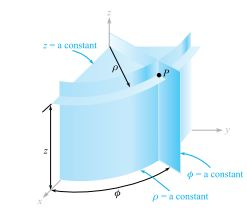 z
z = a constant
ρ
P
z
y
ϕ = a constant
ϕ
ρ = a constant
x